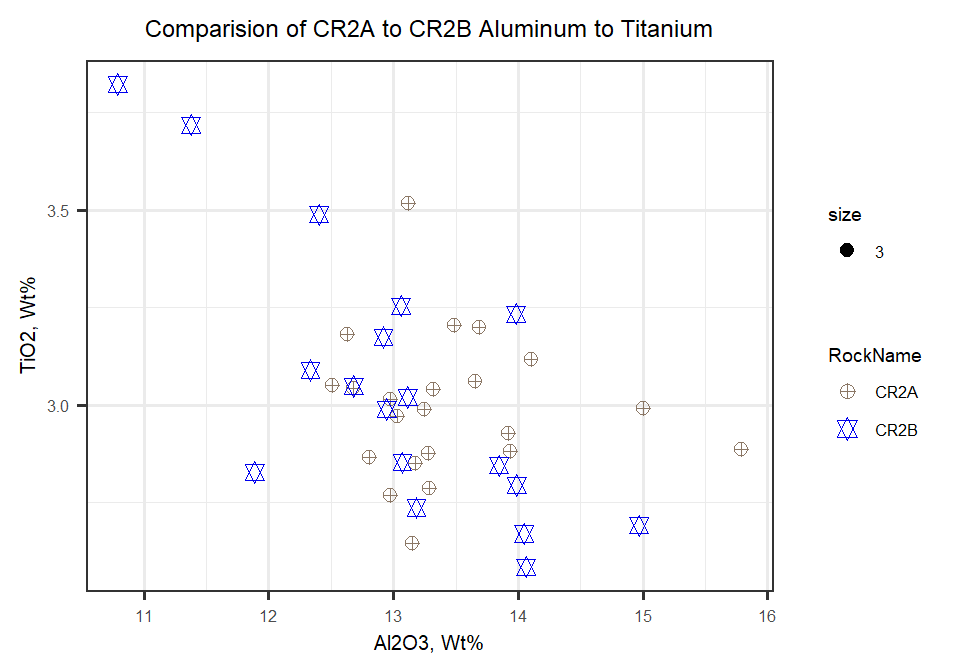 Comparision of CR2A to CR2B Aluminum to Titanium
TiO2, Wt%
3.5
3.0
11 12 13 14 15 16
Al2O3, Wt%
size
3
RockName
CR2A
CR2B